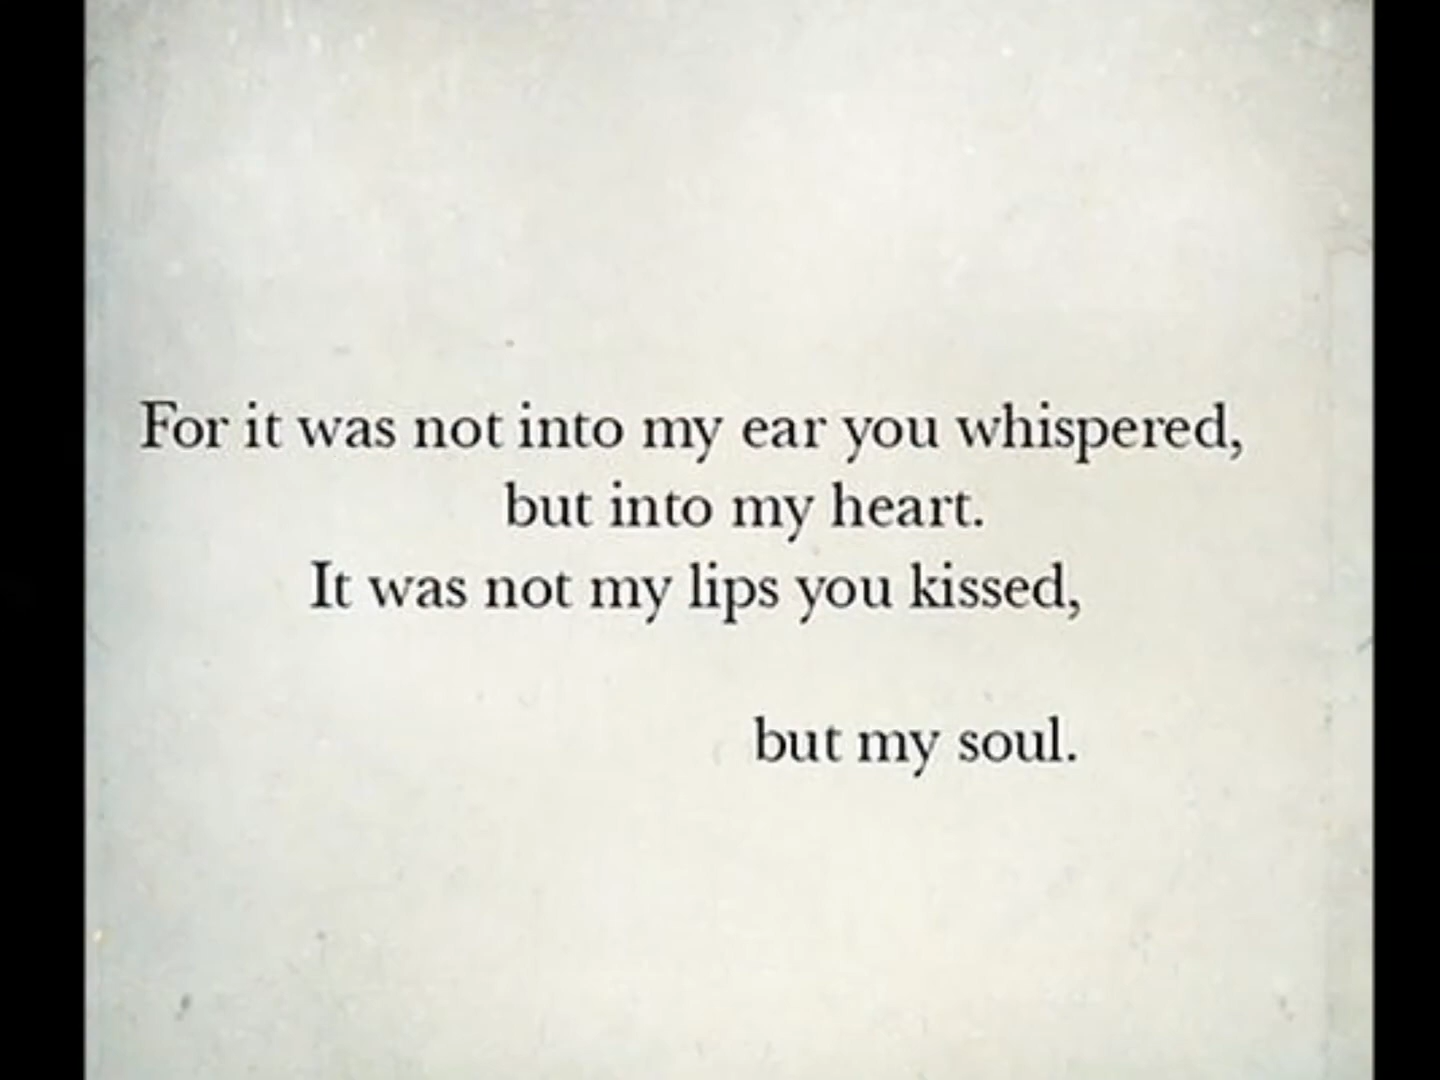 For it was not into my ear you whispered,
but into my heart.
It was not my lips you kissed,
but my soul.